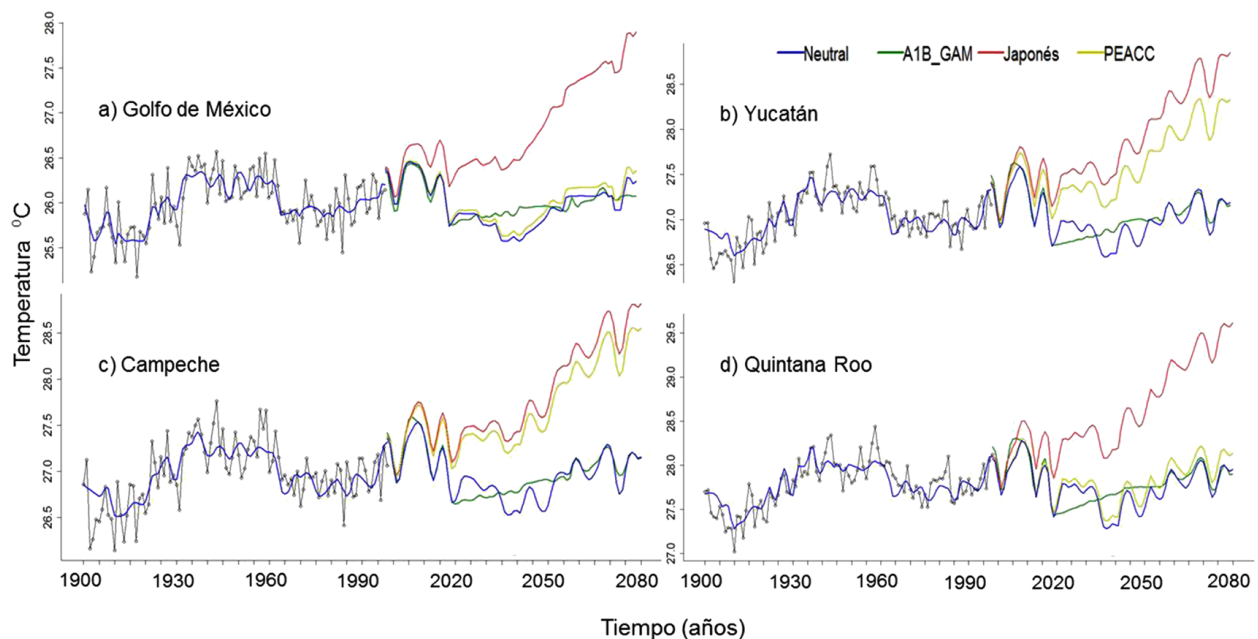 Neutral A1B_GAM Japonés PEACC
Temperatura ⁰C
a) Golfo de México
28.0
27.5
27.0
26.5
26.0
25.5
b) Yucatán
28.5
28.0
27.5
27.0
26.5
c) Campeche
28.5
28.0
27.5
27.0
26.5
1900 1930 1960 1990 2020 2050 2080
d) Quintana Roo
29.5
29.0
28.5
28.0
27.5
27.0
1900 1930 1960 1990 2020 2050 2080
Tiempo (años)